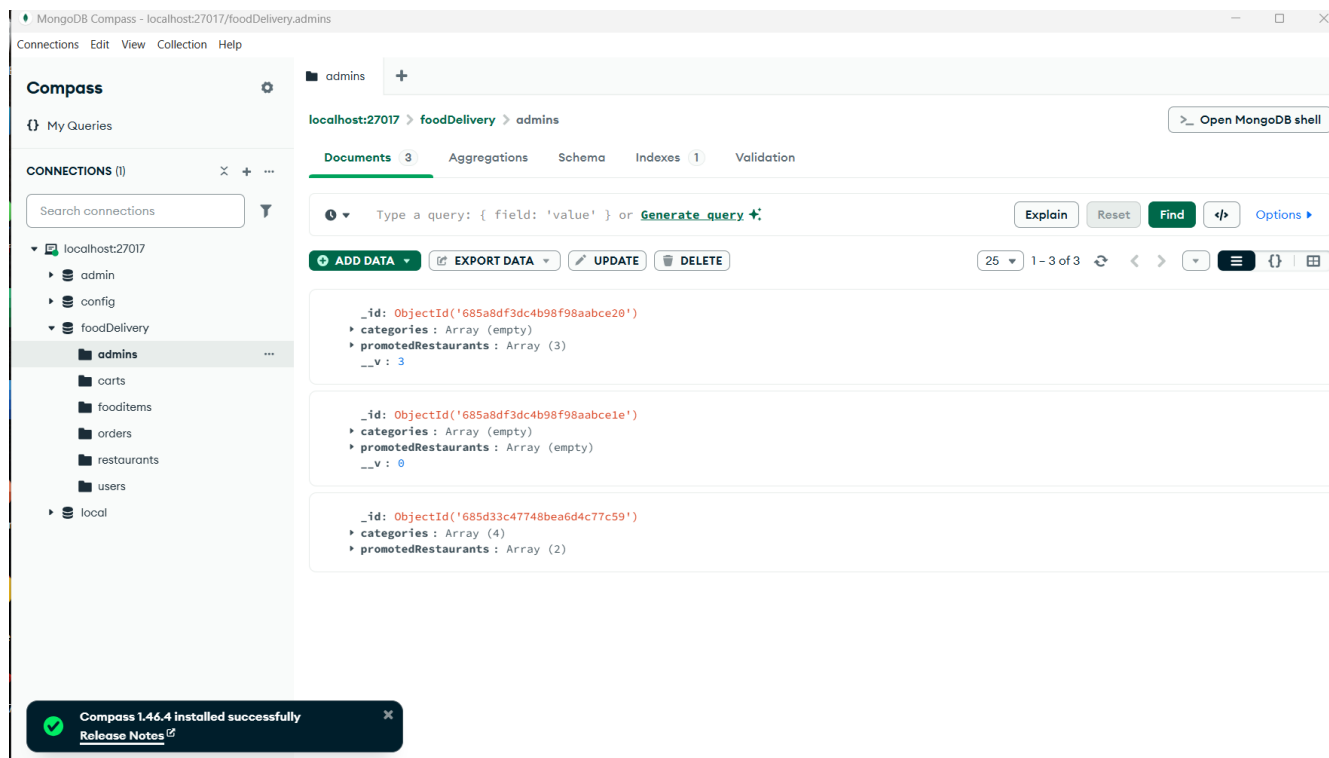 MongoDB Compass - localhost:27017/foodDelivery.admins
Connections Edit View Collection Help
Compass
{} My Queries
CONNECTIONS (1)
Search connections
localhost:27017
admin
config
foodDelivery
admins
carts
fooditems
orders
restaurants
users
local
admins
localhost:27017 > foodDelivery > admins
>_ Open MongoDB shell
Documents 3 Aggregations Schema Indexes 1 Validation
Type a query: { field: 'value' } or Generate query
Explain Reset Find </> Options
ADD DATA EXPORT DATA UPDATE DELETE
25 1 – 3 of 3 {}
_id: ObjectId('685a8df3dc4b98f98aabce20')
categories : Array (empty)
promotedRestaurants : Array (3)
__v : 3
_id: ObjectId('685a8df3dc4b98f98aabce1e')
categories : Array (empty)
promotedRestaurants : Array (empty)
__v : 0
_id: ObjectId('685d33c47748bea6d4c77c59')
categories : Array (4)
promotedRestaurants : Array (2)
Compass 1.46.4 installed successfully
Release Notes